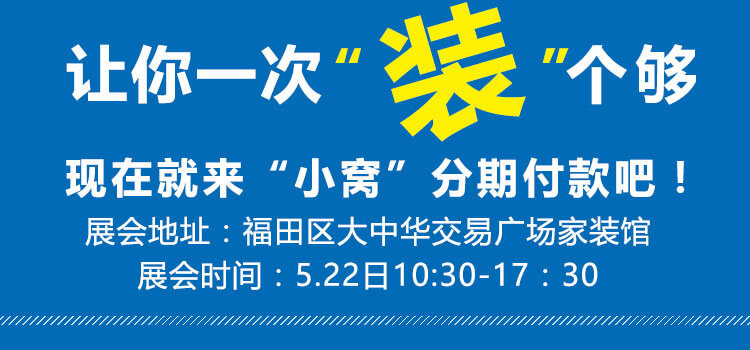 让你一次“装”个够
现在就来“小窝”分期付款吧！
展会地址：福田区大中华交易广场家装馆
展会时间：5.22日10:30-17：30